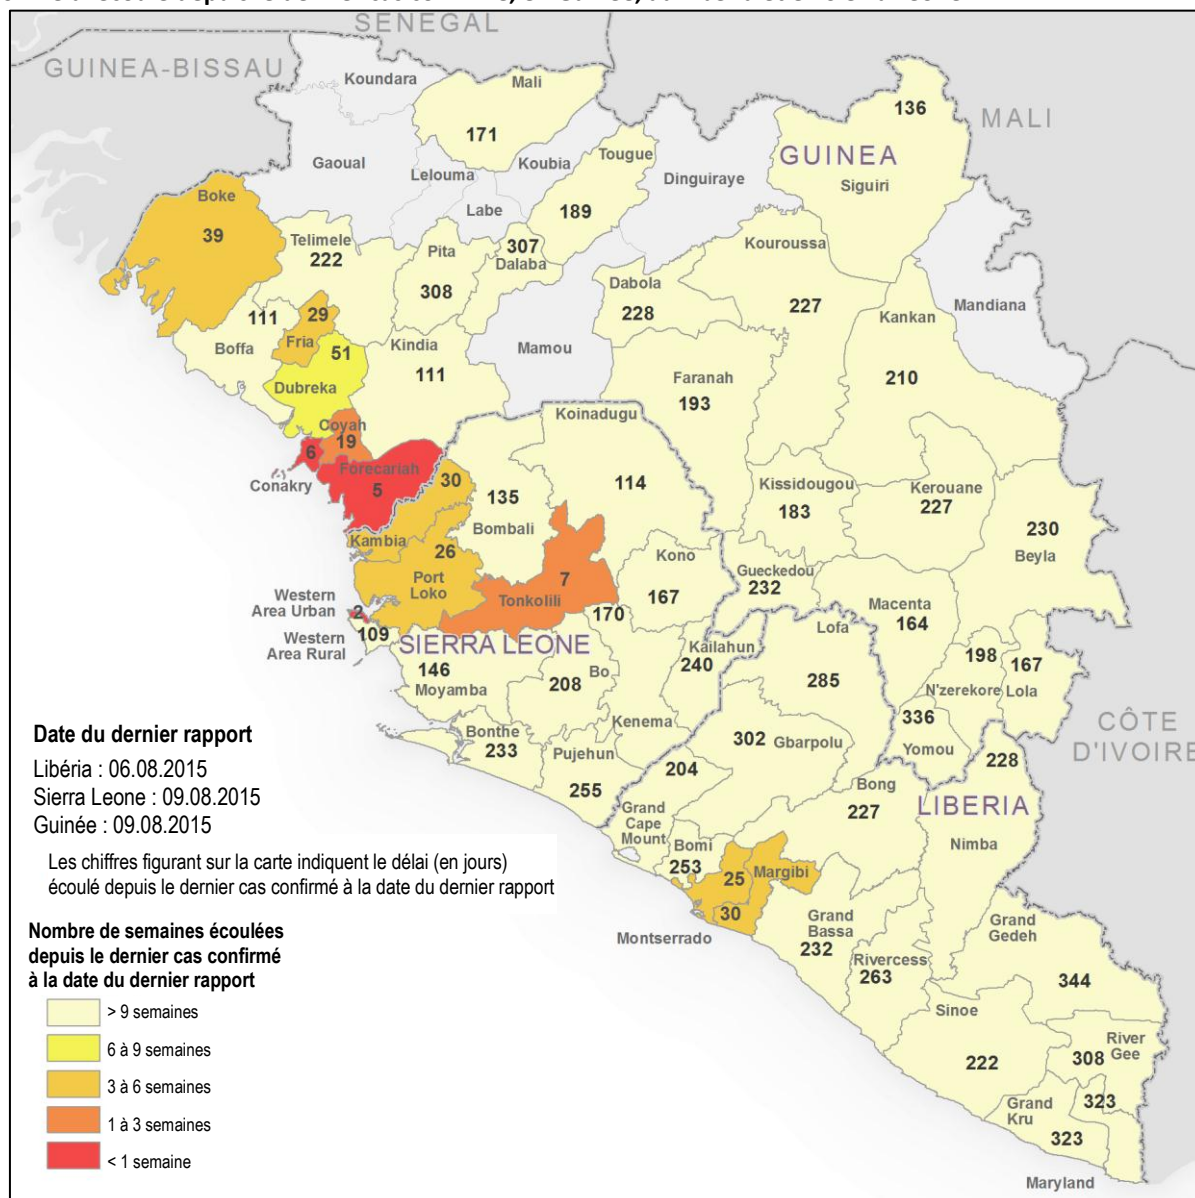 SENEGAL
GUINEA-BISSAU
Koundara
Mali
171
136
MALI
GUINEA
Siguiri
Gaoual
Lelouma
Koubia
Tougue
Dinguiraye
Labe
189
Boke
39
Telimele
222
Pita
308
307
Dalaba
Kouroussa
227
Dabola
228
Mandiana
Kankan
210
111
Boffa
29
Fria
51
Dubreka
Kindia
111
Mamou
Faranah
193
Coyah
19
6
Conakry
Forecariah
5
Koinadugu
114
30
Kambia
135
Bombali
Kissidougou
183
Kerouane
227
230
Beyla
26
Port
Loko
7
Tonkolili
Kono
167
Gueckedou
232
Macenta
164
Western
Area Urban
2
109
Western
Area Rural
170
SIERRA LEONE
Lofa
285
198
N'zerekore
167
Lola
146
Moyamba
208
Bo
Kailahun
240
Kenema
336
Yomou
CÔTE
D'IVOIRE
Bonthe
233
Pujehun
255
302
Gbarpolu
204
Grand
Cape
Mount
Bong
227
228
LIBERIA
Nimba
Bomi
253
25
Margibi
30
Montserrado
Grand
Bassa
232
Rivercess
263
Grand
Gedeh
344
Sinoe
222
River
Gee
308
Grand
Kru
323
323
Maryland
Date du dernier rapport
Libéria : 06.08.2015
Sierra Leone : 09.08.2015
Guinée : 09.08.2015
Les chiffres figurant sur la carte indiquent le délai (en jours)
écoulé depuis le dernier cas confirmé à la date du dernier rapport
Nombre de semaines écoulées
depuis le dernier cas confirmé
à la date du dernier rapport
> 9 semaines
6 à 9 semaines
3 à 6 semaines
1 à 3 semaines
< 1 semaine